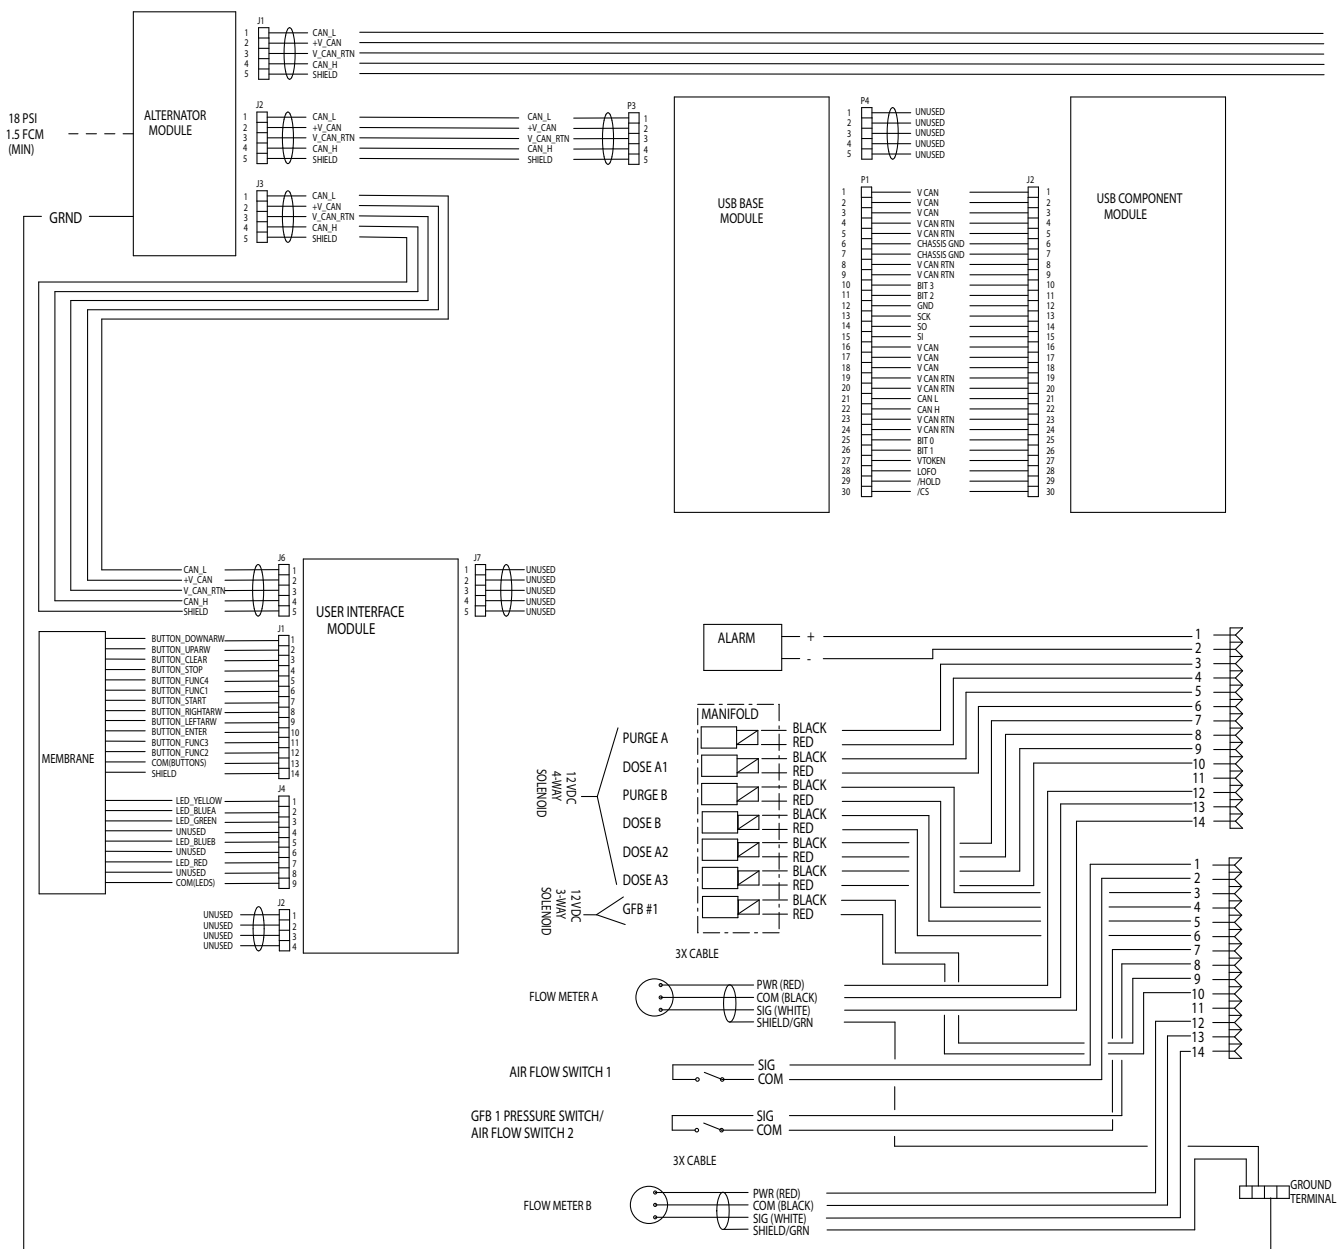 J1
1 CAN_L
2 +V_CAN
3 V_CAN_RTN
4 CAN_H
5 SHIELD
18 PSI
1.5 FCM
(MIN)
ALTERNATOR
MODULE
GRND
J2
1 CAN_L
2 +V_CAN
3 V_CAN_RTN
4 CAN_H
5 SHIELD
P3
CAN_L 1
+V_CAN 2
V_CAN_RTN 3
CAN_H 4
SHIELD 5
J3
1 CAN_L
2 +V_CAN
3 V_CAN_RTN
4 CAN_H
5 SHIELD
USB BASE
MODULE
P4
1 UNUSED
2 UNUSED
3 UNUSED
4 UNUSED
5 UNUSED
USB COMPONENT
MODULE
P1 J2
1 V CAN 1
2 V CAN 2
3 V CAN 3
4 V CAN RTN 4
5 V CAN RTN 5
6 CHASSIS GND 6
7 CHASSIS GND 7
8 V CAN RTN 8
9 V CAN RTN 9
10 BIT 3 10
11 BIT 2 11
12 GND 12
13 SCK 13
14 SO 14
15 SI 15
16 V CAN 16
17 V CAN 17
18 V CAN 18
19 V CAN RTN 19
20 V CAN RTN 20
21 CAN L 21
22 CAN H 22
23 V CAN RTN 23
24 V CAN RTN 24
25 BIT 0 25
26 BIT 1 26
27 VTOKEN 27
28 LOFO 28
29 /HOLD 29
30 /CS 30
J6
CAN_L 1
+V_CAN 2
V_CAN_RTN 3
CAN_H 4
SHIELD 5
USER INTERFACE
MODULE
J7
1 UNUSED
2 UNUSED
3 UNUSED
4 UNUSED
5 UNUSED
MEMBRANE
J1
BUTTON_DOWNARW 1
BUTTON_UPARW 2
BUTTON_CLEAR 3
BUTTON_STOP 4
BUTTON_FUNC4 5
BUTTON_FUNC1 6
BUTTON_START 7
BUTTON_RIGHTARW 8
BUTTON_LEFTARW 9
BUTTON_ENTER 10
BUTTON_FUNC3 11
BUTTON_FUNC2 12
COM(BUTTONS) 13
SHIELD 14
J4
LED_YELLOW 1
LED_BLUEA 2
LED_GREEN 3
UNUSED 4
LED_BLUEB 5
UNUSED 6
LED_RED 7
UNUSED 8
COM(LEDS) 9
J2
UNUSED 1
UNUSED 2
UNUSED 3
UNUSED 4
ALARM
+
-
MANIFOLD
12 VDC
4-WAY
SOLENOID
PURGE A BLACK
RED
DOSE A1 BLACK
RED
PURGE B BLACK
RED
DOSE B BLACK
RED
DOSE A2 BLACK
RED
DOSE A3 BLACK
RED
12 VDC
3-WAY
SOLENOID
GFB #1 BLACK
RED
1
2
3
4
5
6
7
8
9
10
11
12
13
14
1
2
3
4
5
6
7
8
9
10
11
12
13
14
3X CABLE
FLOW METER A
PWR (RED)
COM (BLACK)
SIG (WHITE)
SHIELD/GRN
AIR FLOW SWITCH 1
SIG
COM
GFB 1 PRESSURE SWITCH/
AIR FLOW SWITCH 2
SIG
COM
3X CABLE
FLOW METER B
PWR (RED)
COM (BLACK)
SIG (WHITE)
SHIELD/GRN
GROUND
TERMINAL